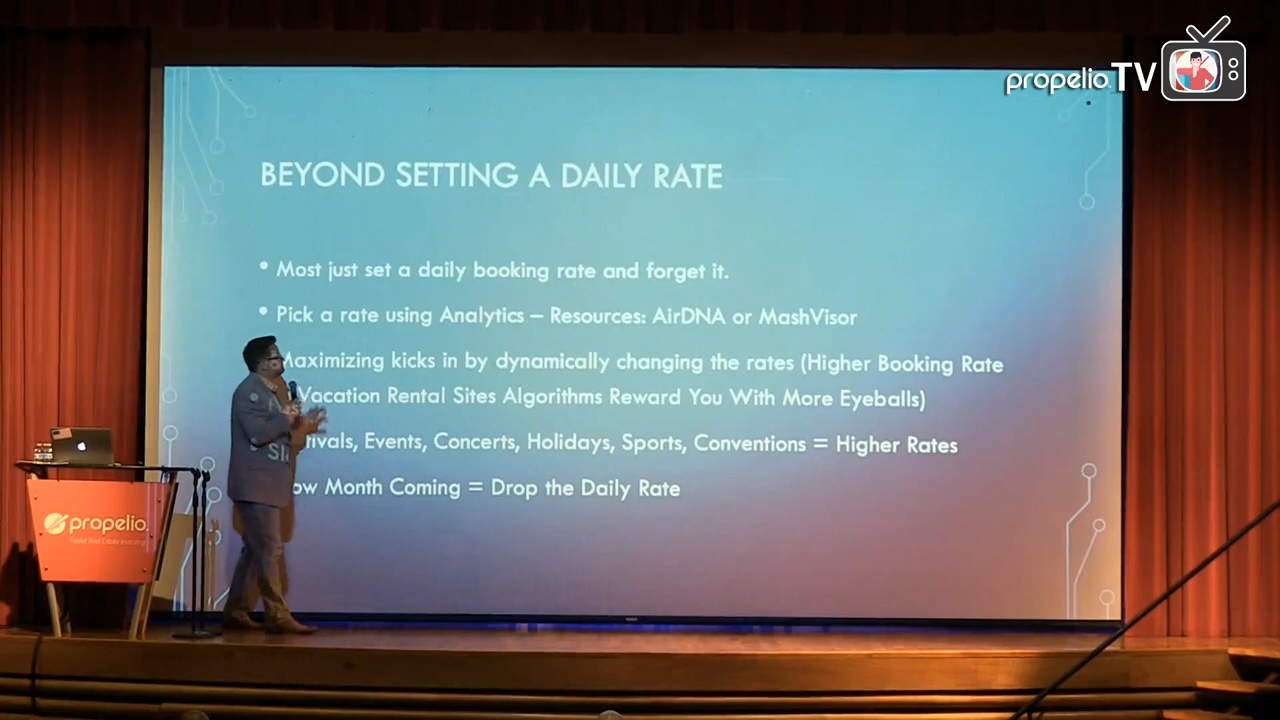 propelio. TV
BEYOND SETTING A DAILY RATE
• Most just set a daily booking rate and forget it.
• Pick a rate using Analytics – Resources: AirDNA or MashVisor
Maximizing kicks in by dynamically changing the rates (Higher Booking Rate
Vacation Rental Sites Algorithms Reward You With More Eyeballs)
Events, Concerts, Holidays, Sports, Conventions = Higher Rates
Month Coming = Drop the Daily Rate
propelio.